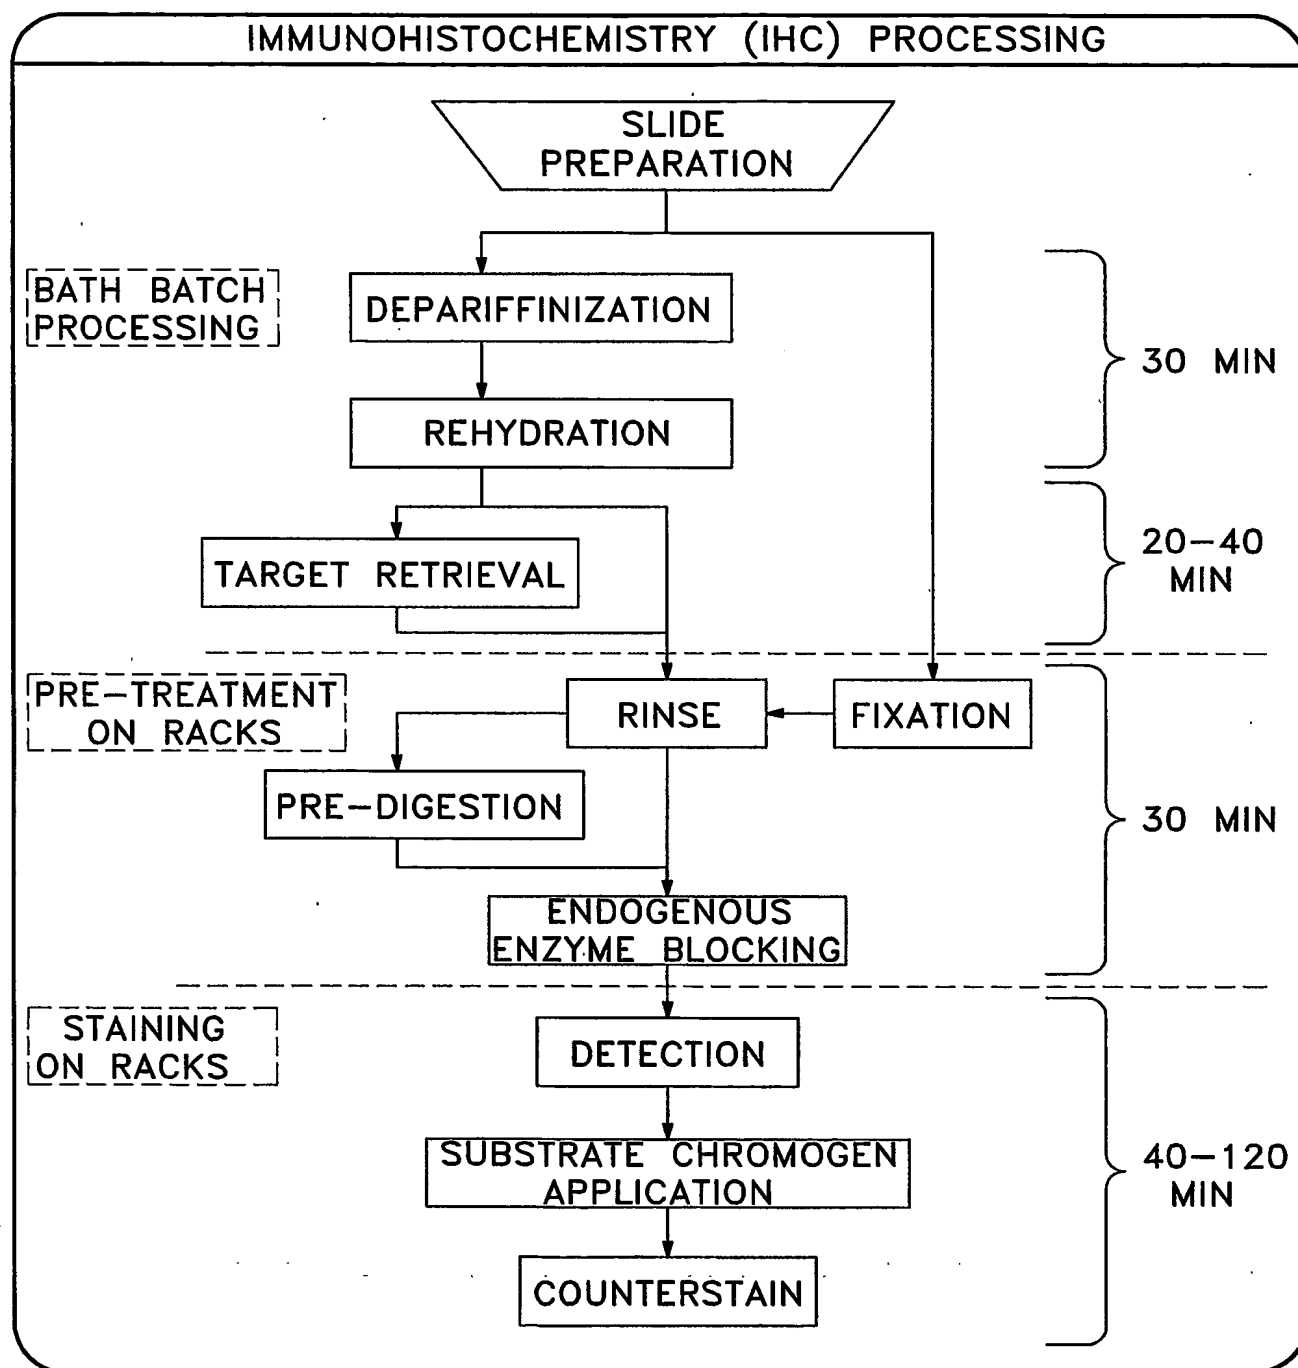 IMMUNOHISTOCHEMISTRY (IHC) PROCESSING
SLIDE
PREPARATION
BATH BATCH
PROCESSING
DEPARIFFINIZATION
30 MIN
REHYDRATION
TARGET RETRIEVAL
20-40
MIN
PRE-TREATMENT
ON RACKS
RINSE
FIXATION
PRE-DIGESTION
30 MIN
ENDOGENOUS
ENZYME BLOCKING
STAINING
ON RACKS
DETECTION
SUBSTRATE CHROMOGEN
APPLICATION
40-120
MIN
COUNTERSTAIN